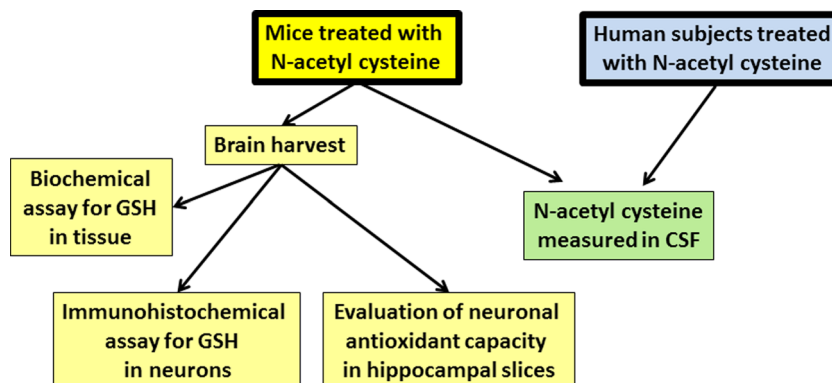 Mice treated with
N-acetyl cysteine
Human subjects treated
with N-acetyl cysteine
Brain harvest
Biochemical
assay for GSH
in tissue
N-acetyl cysteine
measured in CSF
Immunohistochemical
assay for GSH
in neurons
Evaluation of neuronal
antioxidant capacity
in hippocampal slices